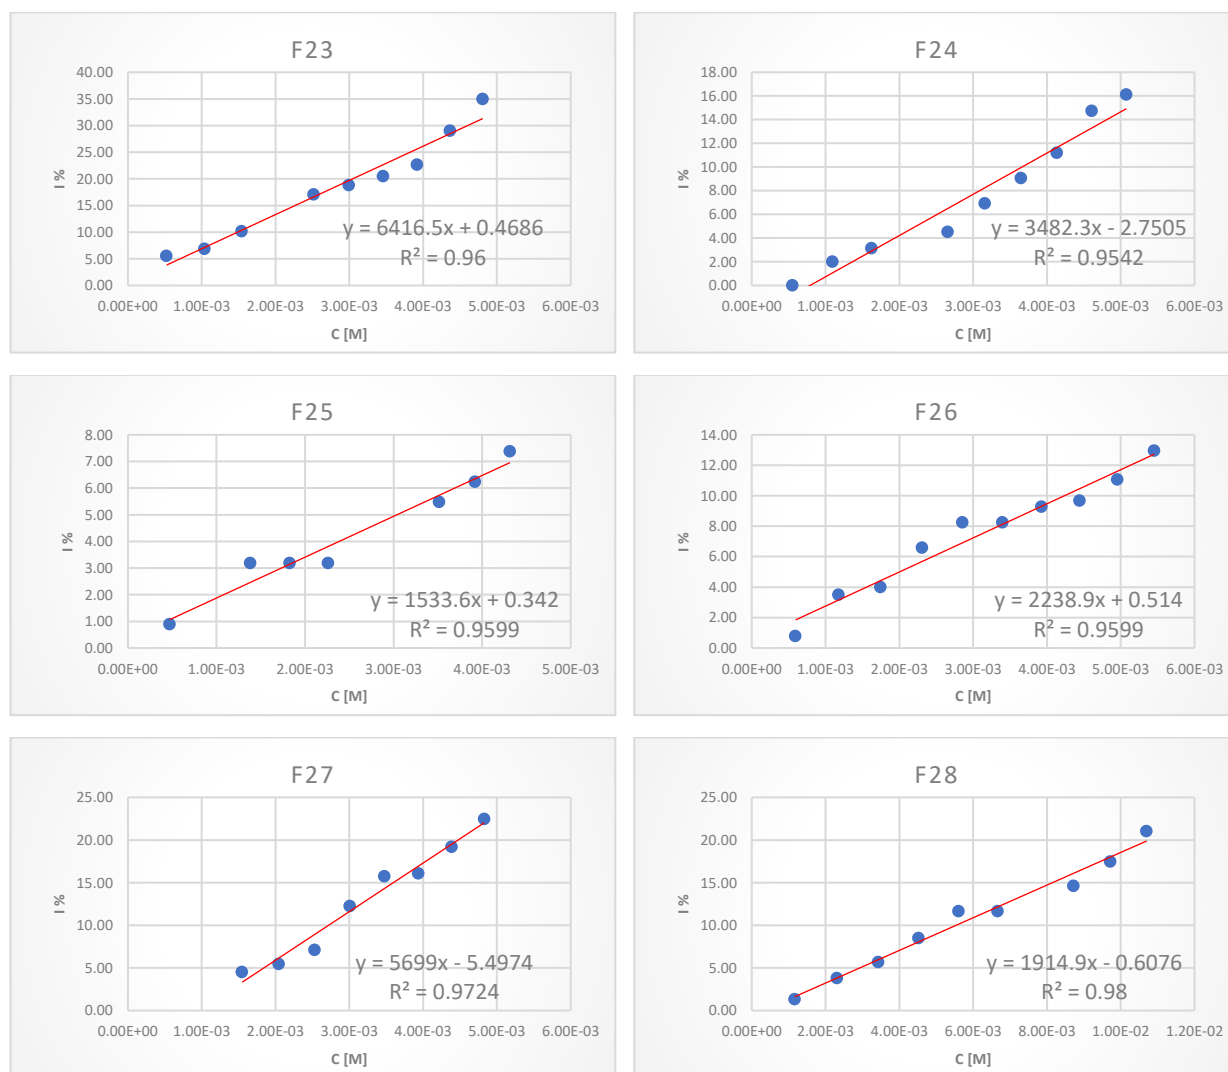 F23
40.00
35.00
30.00
25.00
20.00
15.00
10.00
5.00
0.00
I %
y = 6416.5x + 0.4686
R² = 0.96
0.00E+00 1.00E-03 2.00E-03 3.00E-03 4.00E-03 5.00E-03 6.00E-03
C [M]
F24
18.00
16.00
14.00
12.00
10.00
8.00
6.00
4.00
2.00
0.00
I %
y = 3482.3x - 2.7505
R² = 0.9542
0.00E+00 1.00E-03 2.00E-03 3.00E-03 4.00E-03 5.00E-03 6.00E-03
C [M]
F25
8.00
7.00
6.00
5.00
4.00
3.00
2.00
1.00
0.00
I %
y = 1533.6x + 0.342
R² = 0.9599
0.00E+00 1.00E-03 2.00E-03 3.00E-03 4.00E-03 5.00E-03
C [M]
F26
14.00
12.00
10.00
8.00
6.00
4.00
2.00
0.00
I %
y = 2238.9x + 0.514
R² = 0.9599
0.00E+00 1.00E-03 2.00E-03 3.00E-03 4.00E-03 5.00E-03 6.00E-03
C [M]
F27
25.00
20.00
15.00
10.00
5.00
0.00
I %
y = 5699x - 5.4974
R² = 0.9724
0.00E+00 1.00E-03 2.00E-03 3.00E-03 4.00E-03 5.00E-03 6.00E-03
C [M]
F28
25.00
20.00
15.00
10.00
5.00
0.00
I %
y = 1914.9x - 0.6076
R² = 0.98
0.00E+00 2.00E-03 4.00E-03 6.00E-03 8.00E-03 1.00E-02 1.20E-02
C [M]